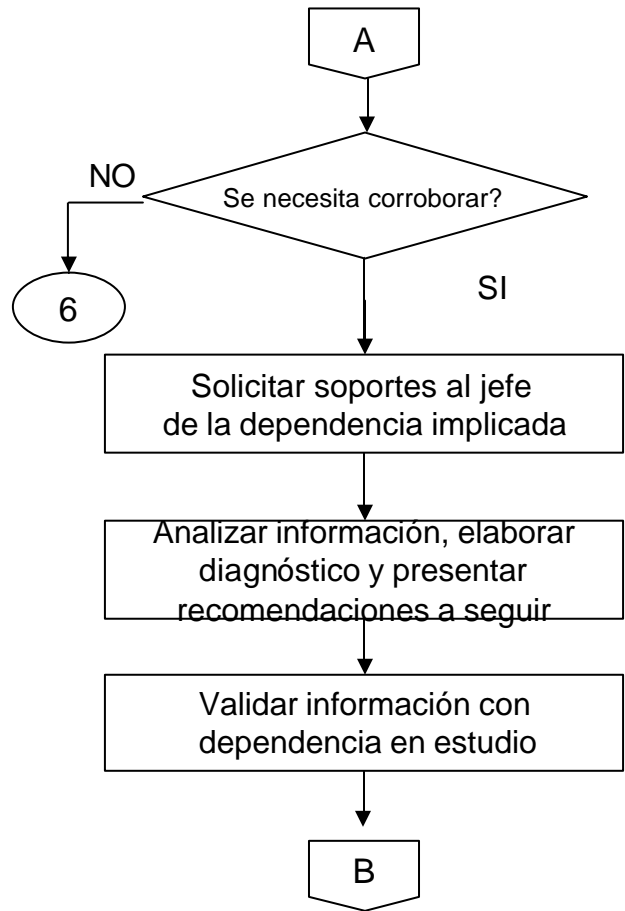 A
NO
Se necesita corroborar?
SI
6
Solicitar soportes al jefe
de la dependencia implicada
Analizar información, elaborar
diagnóstico y presentar
recomendaciones a seguir
Validar información con
dependencia en estudio
B